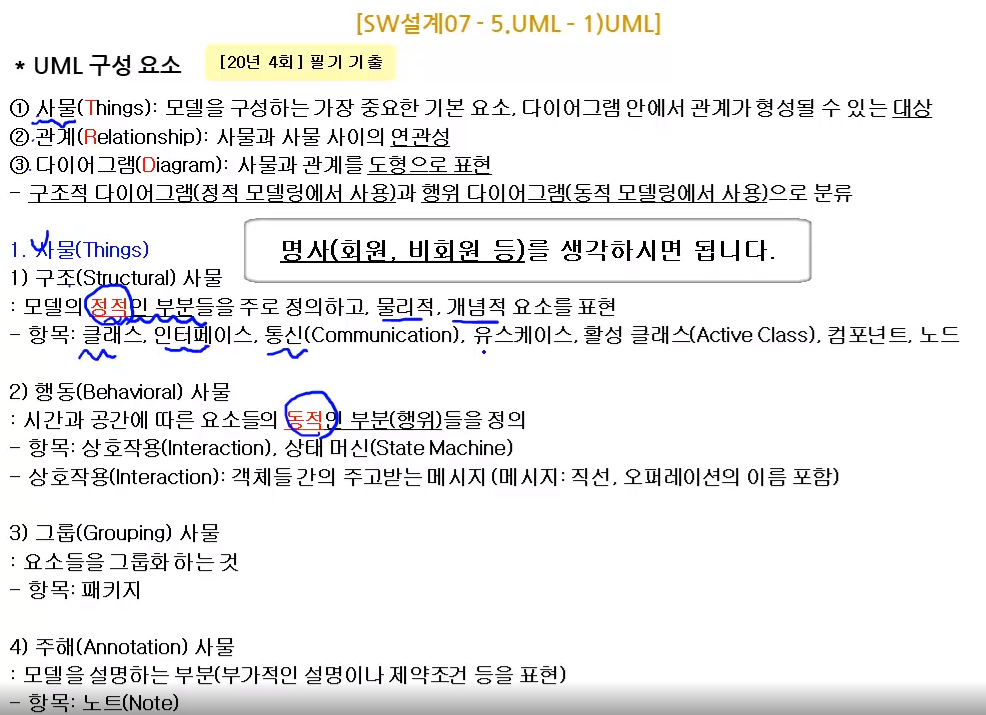 [SW설계07 - 5.UML - 1)UML]
* UML 구성 요소 [20년 4회] 필기 기출
① 사물(Things): 모델을 구성하는 가장 중요한 기본 요소, 다이어그램 안에서 관계가 형성될 수 있는 대상
② 관계(Relationship): 사물과 사물 사이의 연관성
③ 다이어그램(Diagram): 사물과 관계를 도형으로 표현
- 구조적 다이어그램(정적 모델링에서 사용)과 행위 다이어그램(동적 모델링에서 사용)으로 분류
1. 사물(Things)
명사(회원, 비회원 등)를 생각하시면 됩니다.
1) 구조(Structural) 사물
: 모델의 정적인 부분들을 주로 정의하고, 물리적, 개념적 요소를 표현
- 항목: 클래스, 인터페이스, 통신(Communication), 유스케이스, 활성 클래스(Active Class), 컴포넌트, 노드
2) 행동(Behavioral) 사물
: 시간과 공간에 따른 요소들의 동적인 부분(행위)들을 정의
- 항목: 상호작용(Interaction), 상태 머신(State Machine)
- 상호작용(Interaction): 객체들 간의 주고받는 메시지 (메시지: 직선, 오퍼레이션의 이름 포함)
3) 그룹(Grouping) 사물
: 요소들을 그룹화 하는 것
- 항목: 패키지
4) 주해(Annotation) 사물
: 모델을 설명하는 부분(부가적인 설명이나 제약조건 등을 표현)
- 항목: 노트(Note)